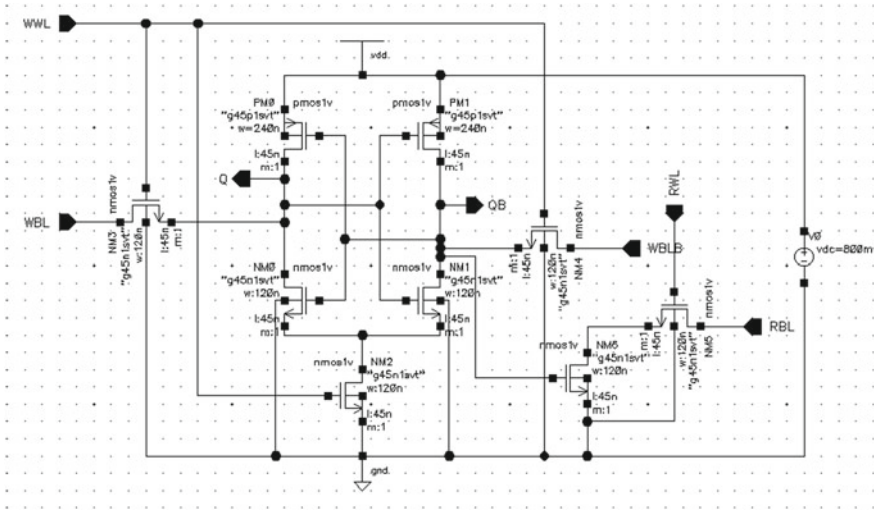 WWL
vdd.
PM0
pmos1v
"g45p1svt"
w=240n
l:45n
m:1
pmos1v
PM1
"g45p1svt"
w=240n
l:45n
m:1
Q
QB
WBL
nmos1v
NM3
"g45n1svt"
w:120n
l:45n
m:1
NM0
nmos1v
"g45n1svt"
w:120n
l:45n
m:1
nmos1v
NM1
"g45n1svt"
w:120n
l:45n
m:1
m:1
l:45n
w:120n
"g45n1svt"
NM4
nmos1v
WBLB
RWL
V0
vdc=800m
m:1
l:45n
w:120n
"g45n1svt"
NM5
nmos1v
RBL
nmos1v
NM2
"g45n1svt"
w:120n
l:45n
m:1
nmos1v
NM6
"g45n1svt"
w:120n
l:45n
m:1
gnd.